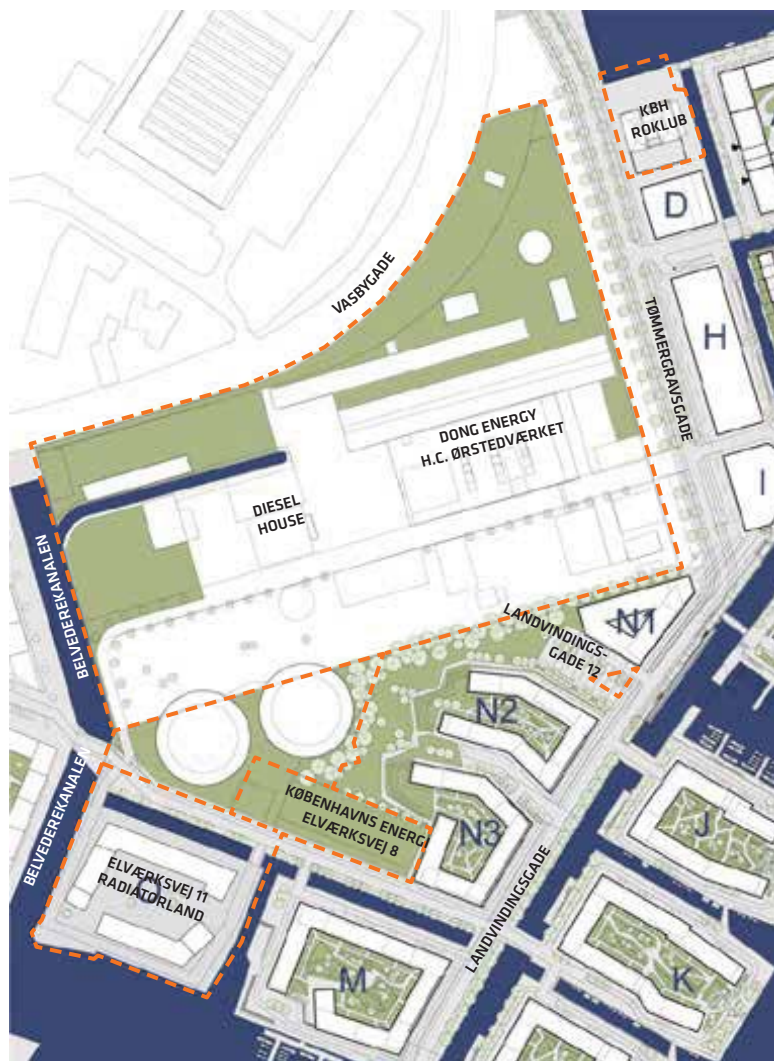 KBH
ROKLUB
D
VASBYGADE
TØMMERGRAVSGADE
H
DONG ENERGY
H.C. ØRSTEDVÆRKET
I
DIESEL
HOUSE
BELVEDEREKANALEN
LANDVINDINGS-
GADE 12
N1
N2
KØBENHAVNS ENERGI
ELVÆRKSVEJ 8
N3
J
BELVEDEREKANALEN
ELVÆRKSVEJ 11
RADIATORLAND
O
LANDVINDINGSGADE
M
K